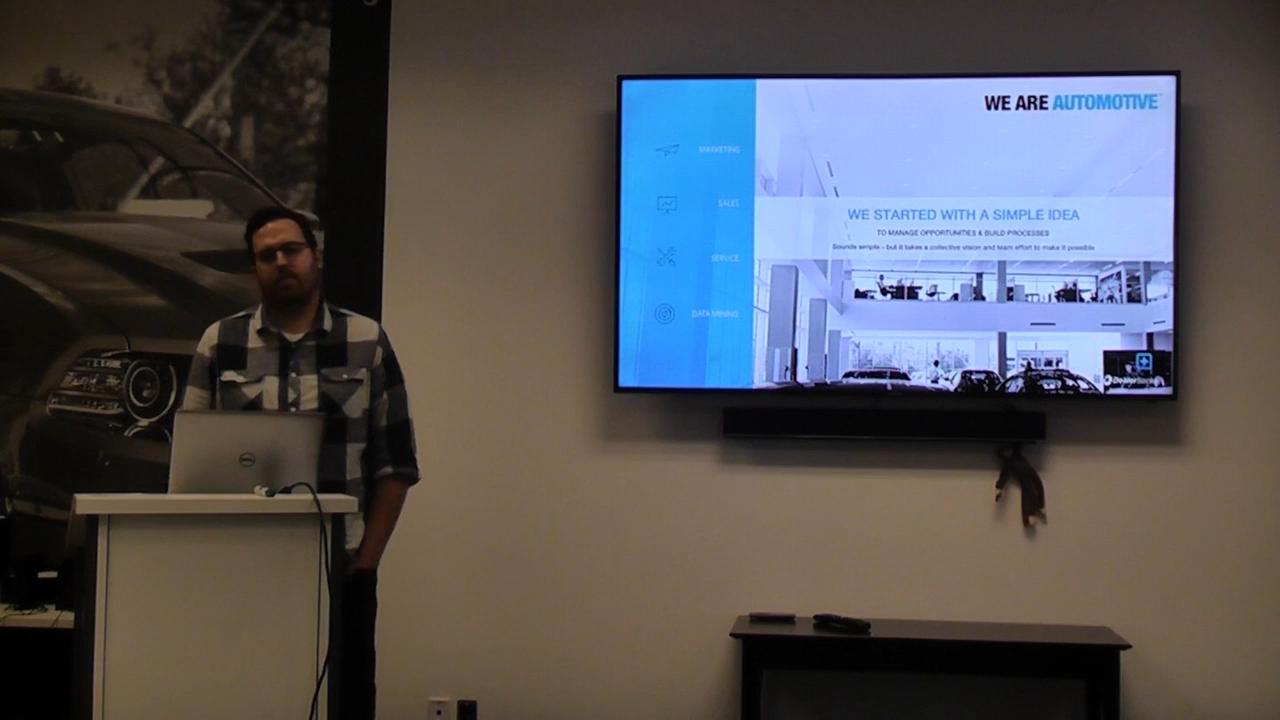 WE ARE AUTOMOTIVE
MARKETING
SALES
SERVICE
DATA MINING
WE STARTED WITH A SIMPLE IDEA
TO MANAGE OPPORTUNITIES & BUILD PROCESSES
Sounds simple - but it takes a collective vision and team effort to make it possible
DELL